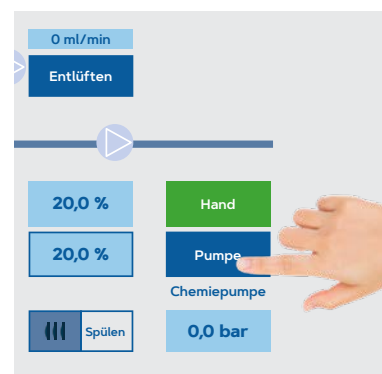 0 ml/min
Entlüften
20,0 %
Hand
20,0 %
Pumpe
Chemiepumpe
Spülen
0,0 bar